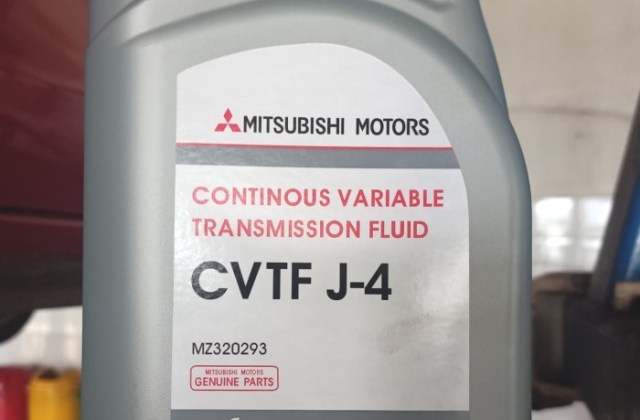 MITSUBISHI MOTORS
CONTINOUS VARIABLE
TRANSMISSION FLUID
CVTF J-4
MZ320293
MITSUBISHI MOTORS
GENUINE PARTS